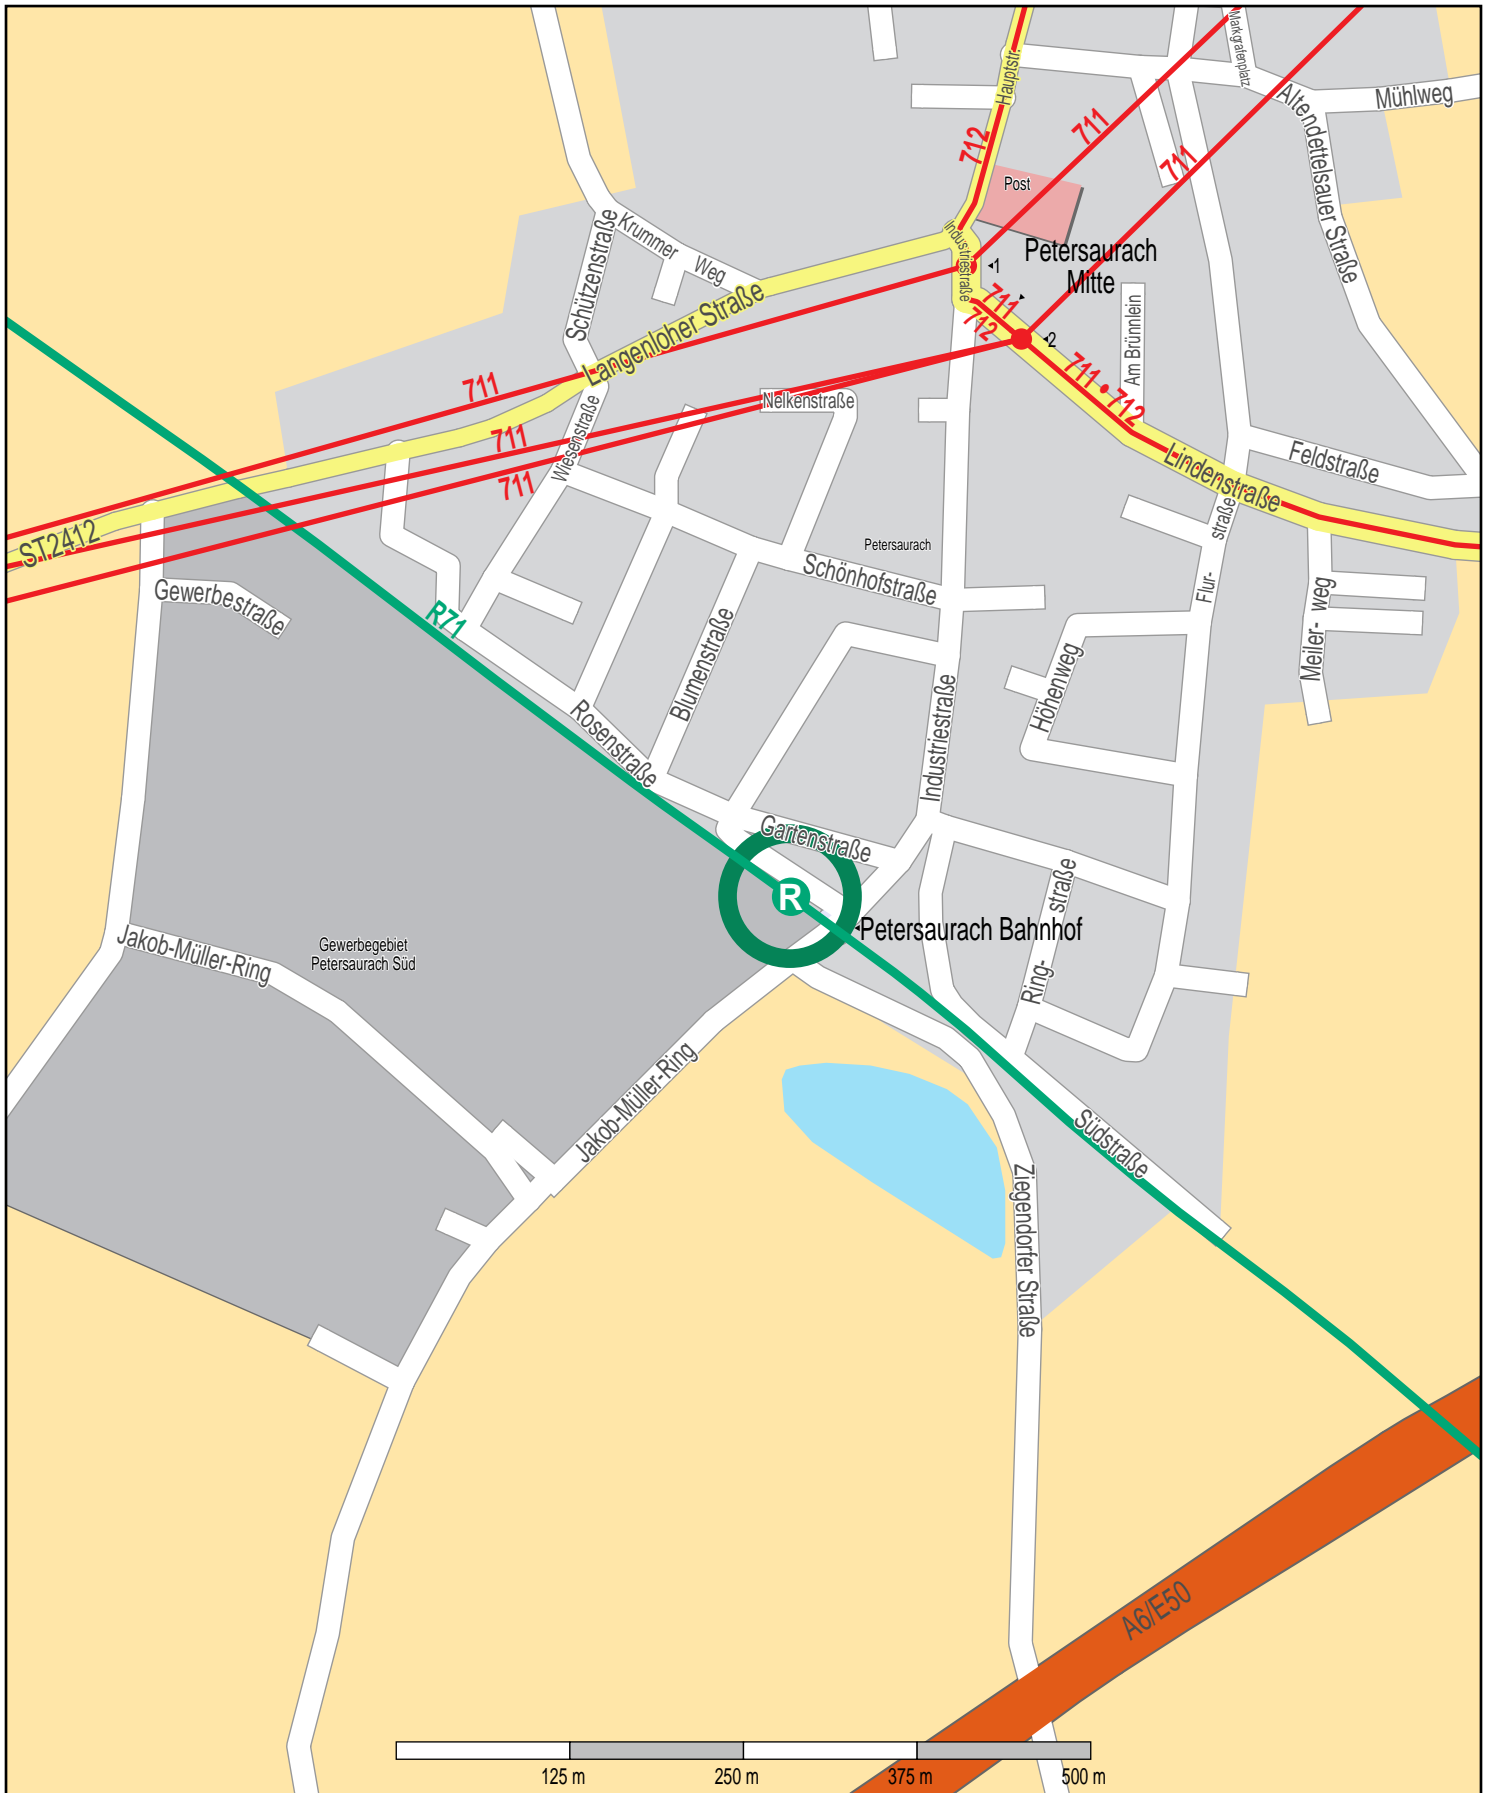 Markgrafenplatz
Hauptstr.
Mühlweg
Altendettelsauer Straße
712
711
711
Post
Krummer
Weg
Schützenstraße
Industriestraße
1
Petersaurach
Mitte
711
712
2
Am Brünnlein
Langenloher Straße
711
711
711
711 • 712
Nelkenstraße
Wiesenstraße
Lindenstraße
Feldstraße
ST2412
Flur-
straße
Petersaurach
Schönhofstraße
Gewerbestraße
R71
Meiler-
weg
Blumenstraße
Höhenweg
Rosenstraße
Industriestraße
Gartenstraße
R
Petersaurach Bahnhof
Ring-
straße
Jakob-Müller-Ring
Gewerbegebiet
Petersaurach Süd
Jakob-Müller-Ring
Südstraße
Ziegendorfer Straße
A6/E50
125 m
250 m
375 m
500 m